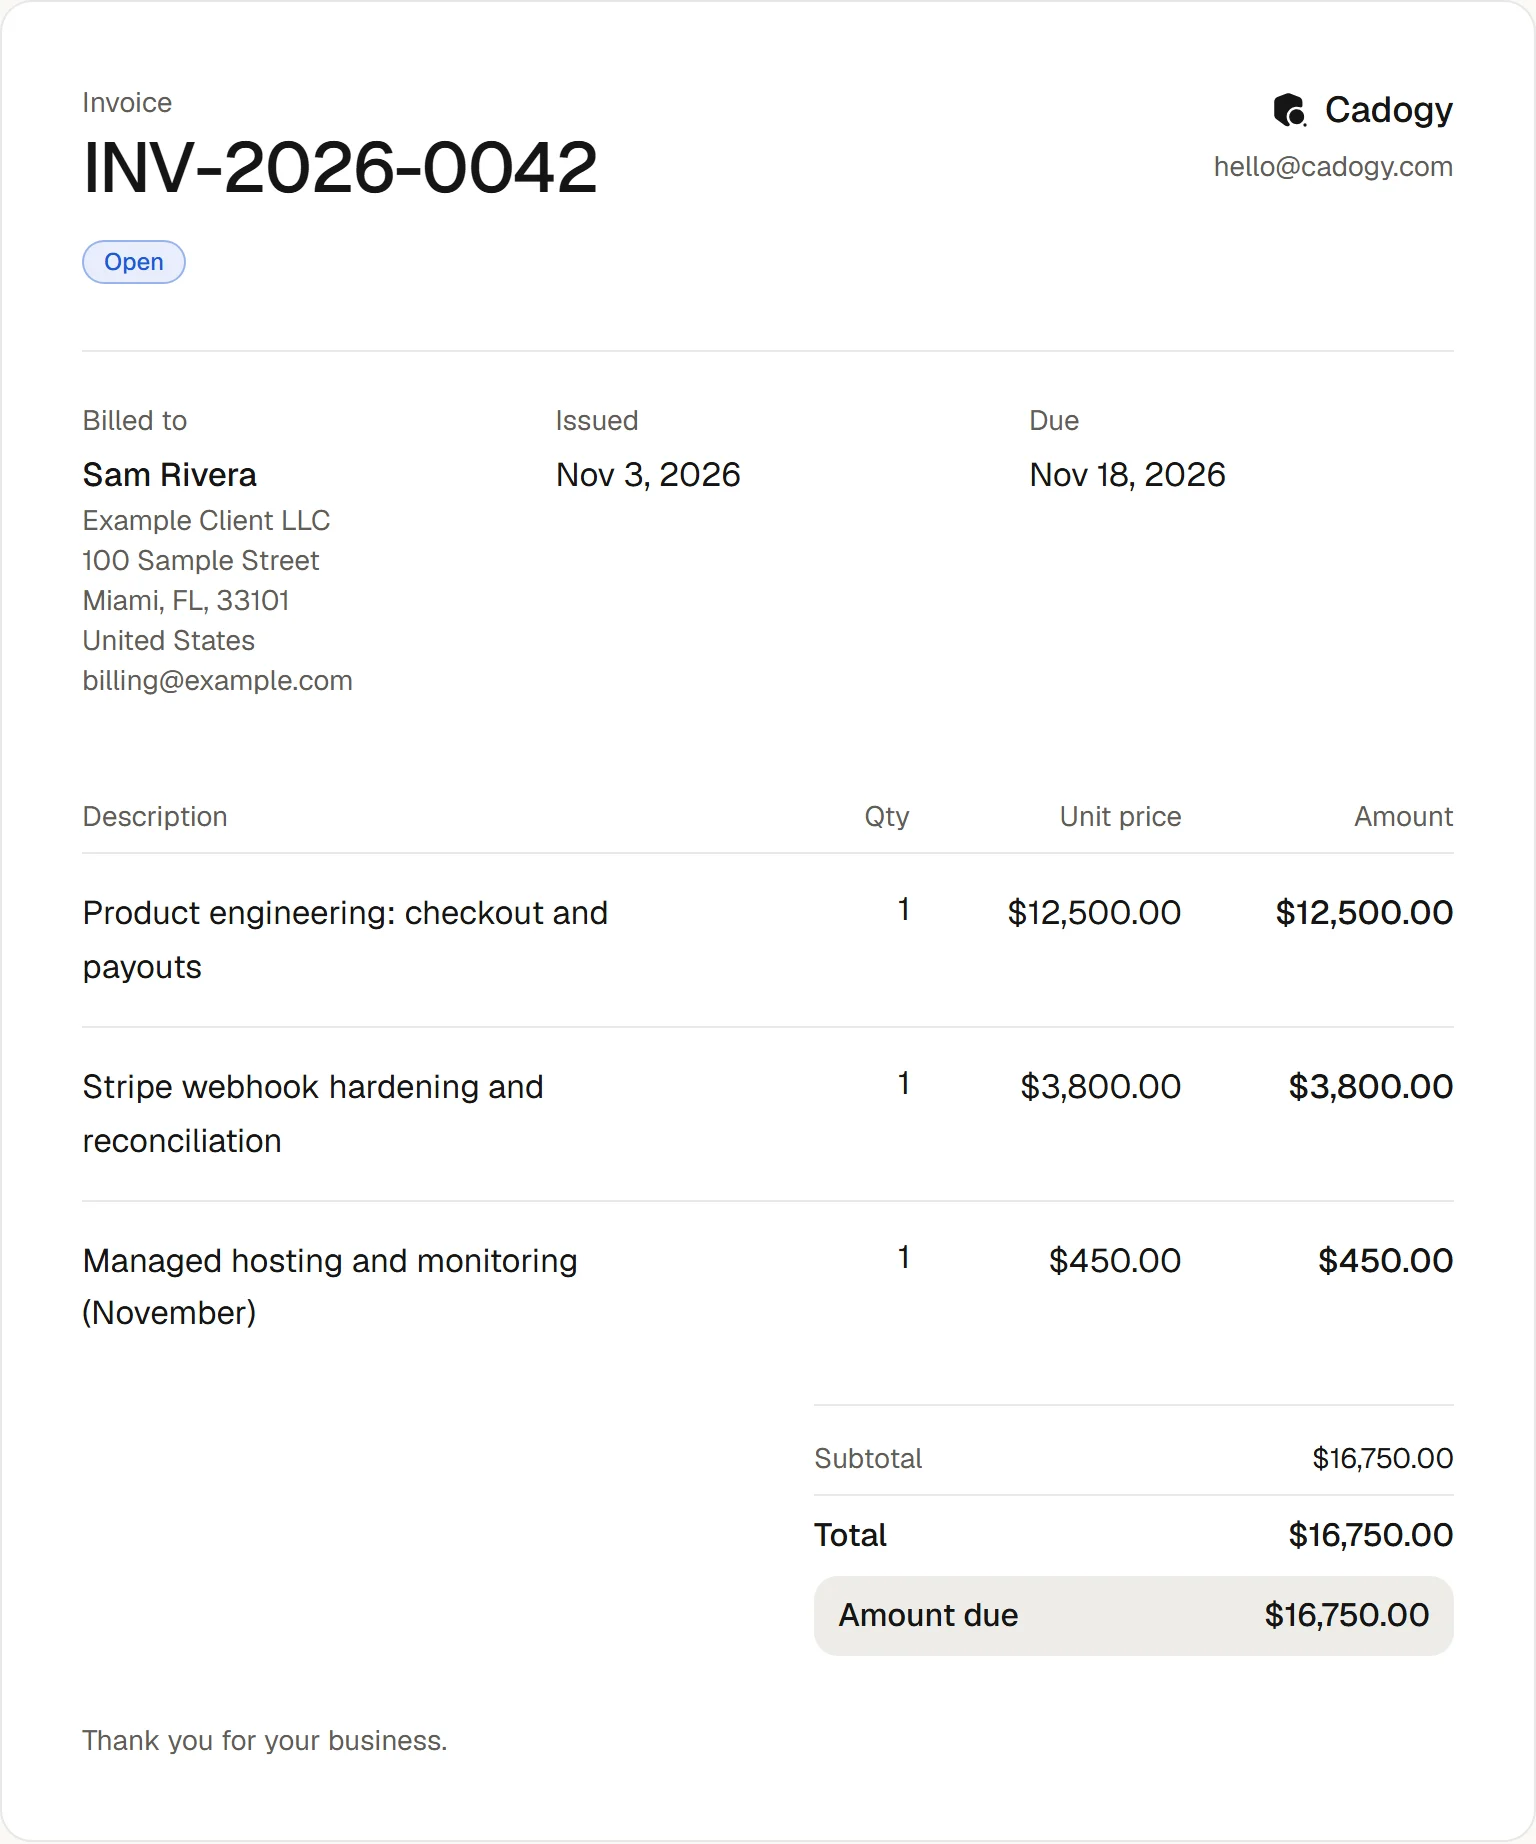 Invoice
INV-2026-0042
Open
Cadogy
hello@cadogy.com
Billed to
Sam Rivera
Example Client LLC
100 Sample Street
Miami, FL, 33101
United States
billing@example.com
Issued
Nov 3, 2026
Due
Nov 18, 2026
Description Qty Unit price Amount
Product engineering: checkout and 1 $12,500.00 $12,500.00
payouts
Stripe webhook hardening and 1 $3,800.00 $3,800.00
reconciliation
Managed hosting and monitoring 1 $450.00 $450.00
(November)
Subtotal $16,750.00
Total $16,750.00
Amount due $16,750.00
Thank you for your business.